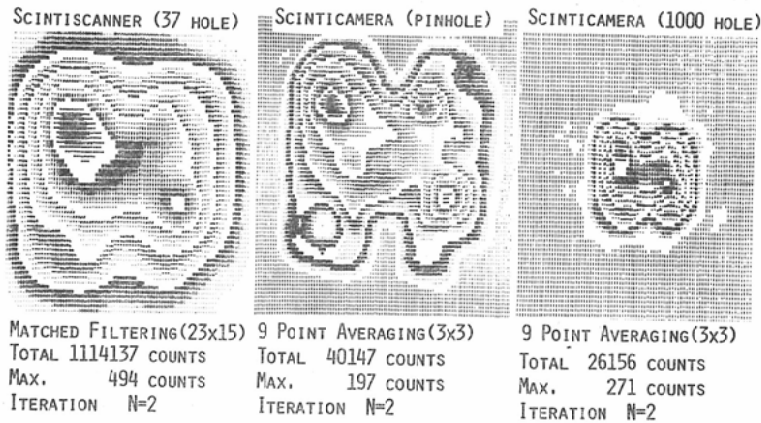 SCINTISCANNER (37 HOLE)
MATCHED FILTERING(23x15)
TOTAL 1114137 COUNTS
MAX. 494 COUNTS
ITERATION N=2
SCINTICAMERA (PINHOLE)
9 POINT AVERAGING(3x3)
TOTAL 40147 COUNTS
MAX. 197 COUNTS
ITERATION N=2
SCINTICAMERA (1000 HOLE)
9 POINT AVERAGING(3x3)
TOTAL 26156 COUNTS
MAX. 271 COUNTS
ITERATION N=2